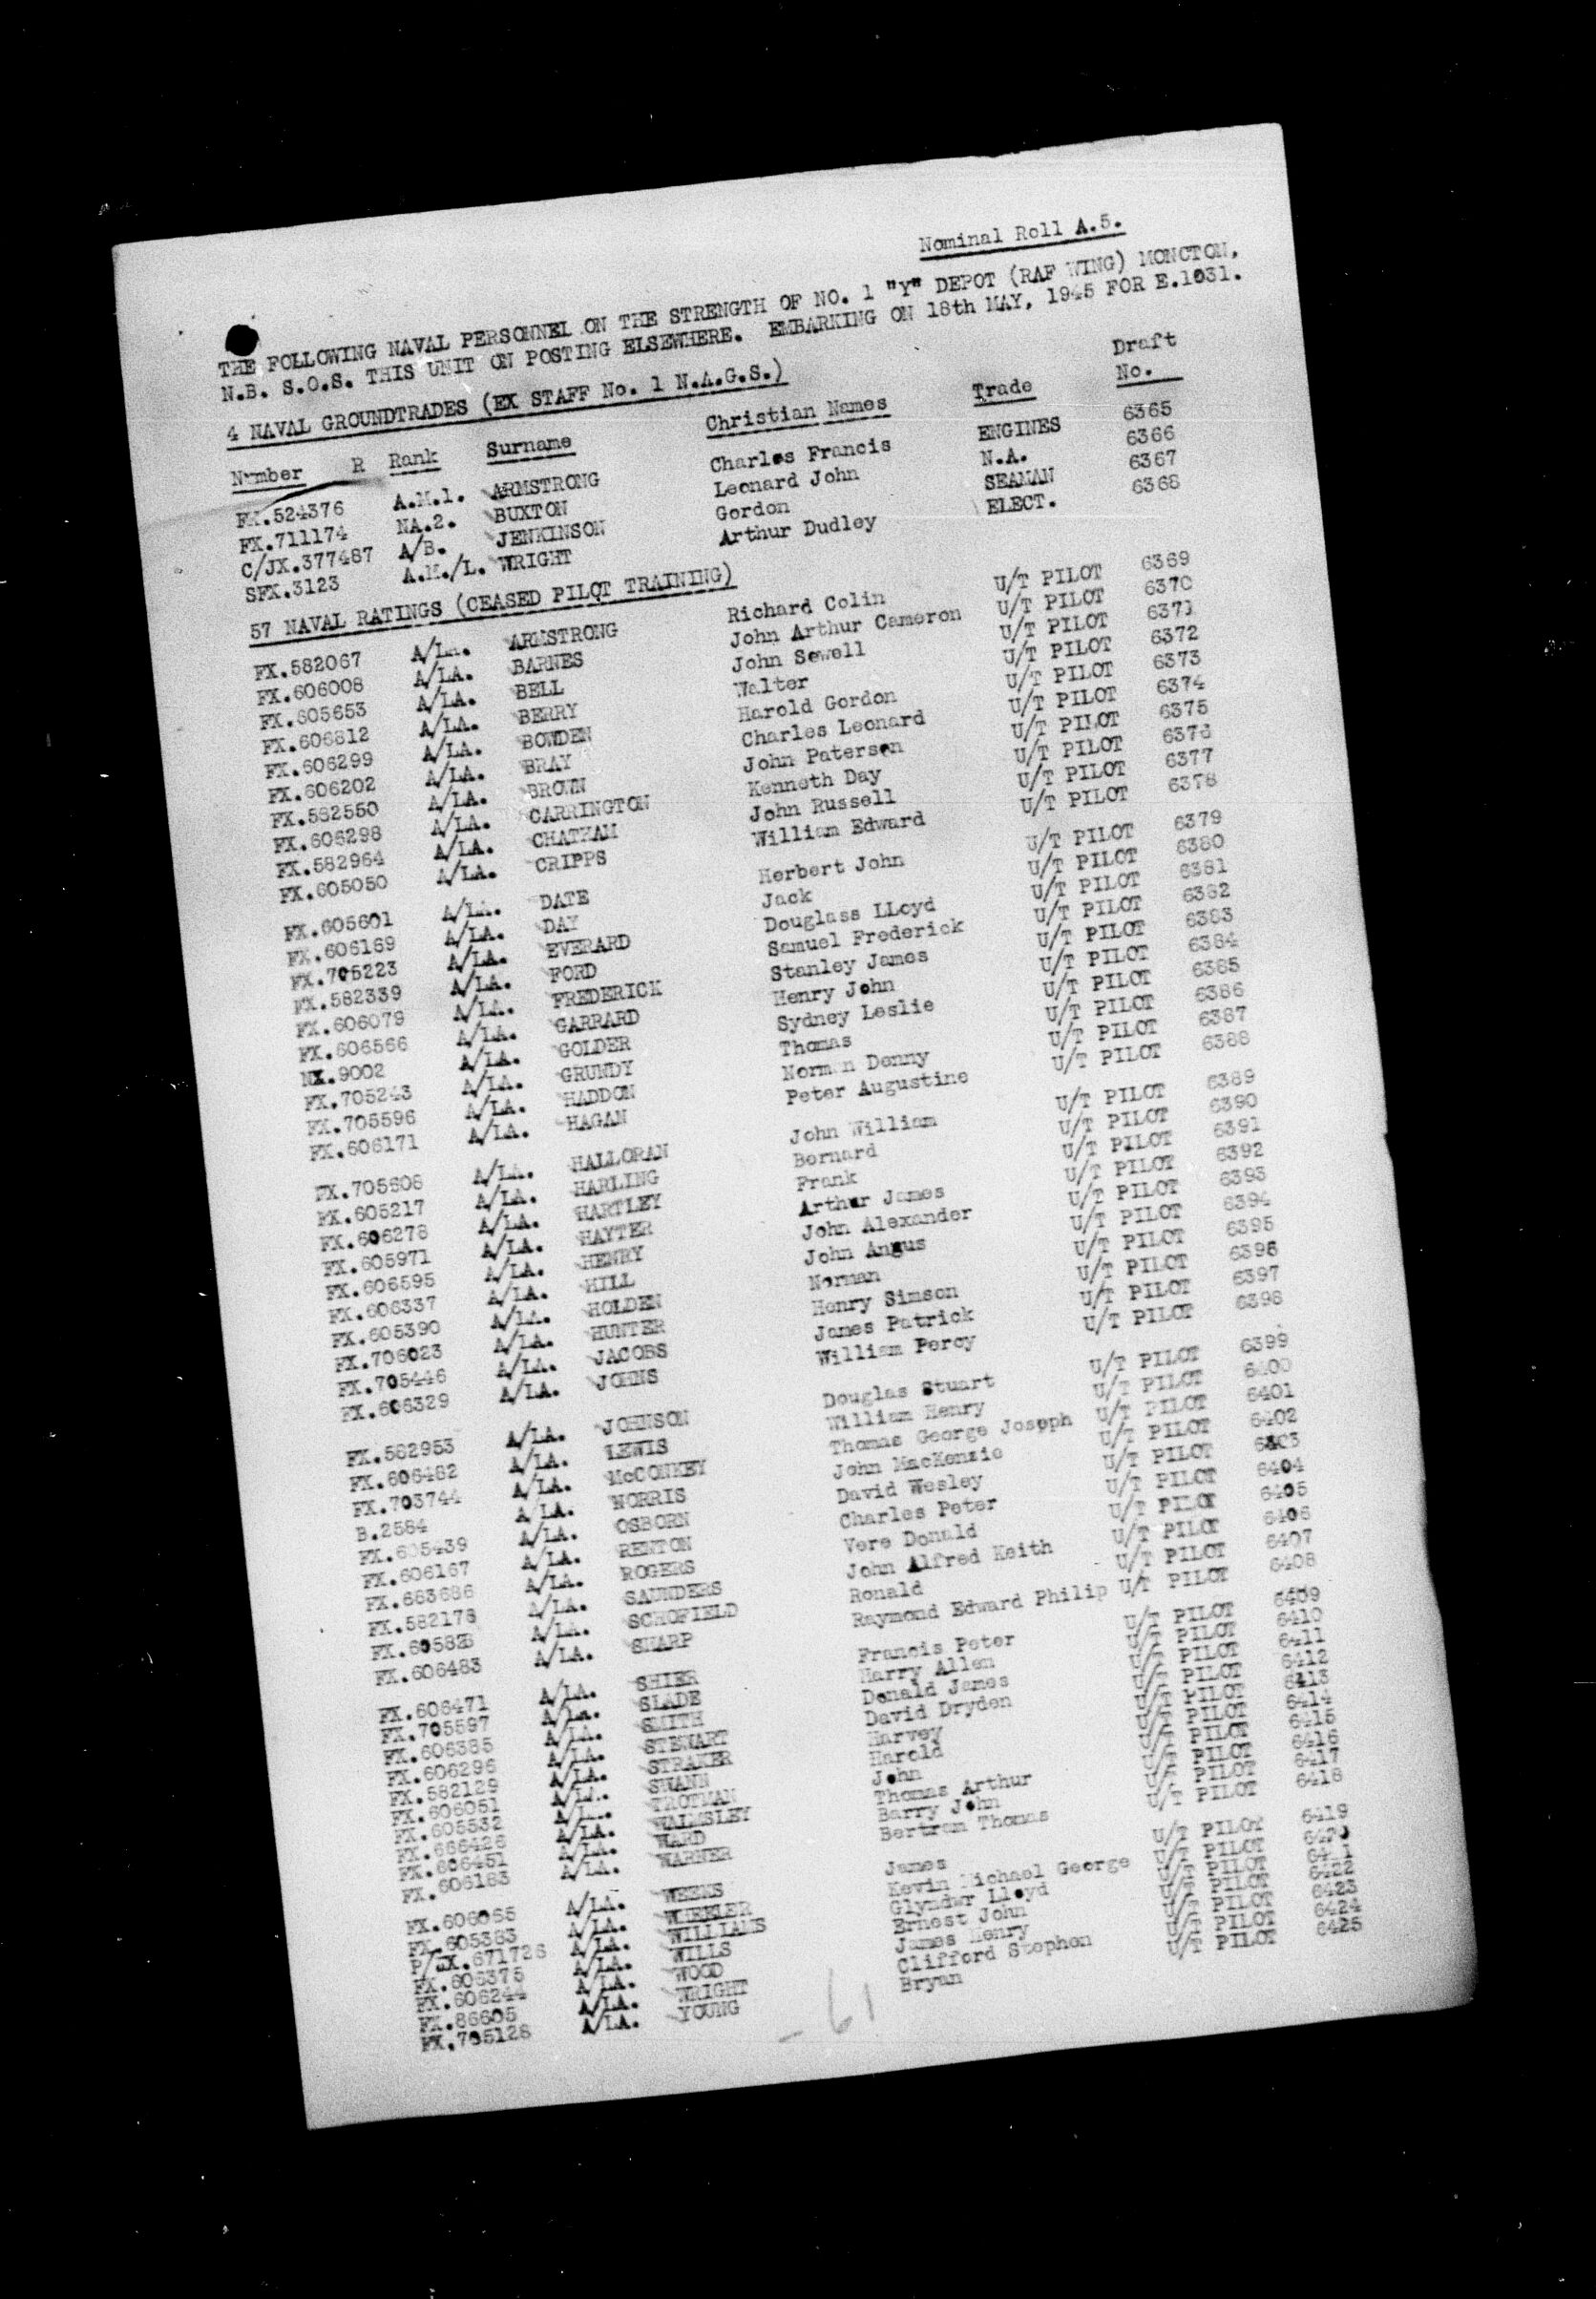 Nominal Roll A.5.
THE FOLLOWING NAVAL PERSONNEL ON THE STRENGTH OF NO. 1 "Y" DEPOT (RAF WING) MONCTON,
N.B. S.O.S. THIS UNIT ON POSTING ELSEWHERE. EMBARKING ON 18th MAY, 1945 FOR E.1031.
4 NAVAL GROUNDTRADES (EX STAFF No. 1 N.A.G.S.)
Number R Rank Surname Christian Names Trade Draft No.
FX.524376 A.M.1. ARMSTRONG Charles Francis ENGINES 6365
FX.711174 NA.2. BUXTON Leonard John N.A. 6366
C/JX.377487 A/B. JENKINSON Gordon SEAMAN 6367
SFX.3123 A.M./L. WRIGHT Arthur Dudley ELECT. 6368
57 NAVAL RATINGS (CEASED PILOT TRAINING)
FX.582067 A/LA. ARMSTRONG Richard Colin U/T PILOT 6369
FX.606008 A/LA. BARNES John Arthur Cameron U/T PILOT 6370
FX.605653 A/LA. BELL John Sewell U/T PILOT 6371
FX.606812 A/LA. BERRY Walter U/T PILOT 6372
FX.606299 A/LA. BOWDEN Harold Gordon U/T PILOT 6373
FX.606202 A/LA. BRAY Charles Leonard U/T PILOT 6374
FX.582550 A/LA. BROWN John Paterson U/T PILOT 6375
FX.606298 A/LA. CARRINGTON Kenneth Day U/T PILOT 6376
FX.582964 A/LA. CHATHAM John Russell U/T PILOT 6377
FX.605050 A/LA. CRIPPS William Edward U/T PILOT 6378
FX.605601 A/LA. DATE Herbert John U/T PILOT 6379
FX.606169 A/LA. DAY Jack U/T PILOT 6380
FX.705223 A/LA. EVERARD Douglass LLoyd U/T PILOT 6381
FX.582339 A/LA. FORD Samuel Frederick U/T PILOT 6382
FX.606079 A/LA. FREDERICK Stanley James U/T PILOT 6383
FX.606566 A/LA. GARRARD Henry John U/T PILOT 6384
NX.9002 A/LA. GOLDER Sydney Leslie U/T PILOT 6385
FX.705243 A/LA. GRUNDY Thomas U/T PILOT 6386
FX.705596 A/LA. HADDON Norman Denny U/T PILOT 6387
FX.606171 A/LA. HAGAN Peter Augustine U/T PILOT 6388
FX.705606 A/LA. HALLORAN John William U/T PILOT 6389
FX.605217 A/LA. HARLING Bernard U/T PILOT 6390
FX.606278 A/LA. HARTLEY Frank U/T PILOT 6391
FX.605971 A/LA. HAYTER Arthur James U/T PILOT 6392
FX.606595 A/LA. HENRY John Alexander U/T PILOT 6393
FX.606337 A/LA. HILL John Angus U/T PILOT 6394
FX.605390 A/LA. HOLDEN Norman U/T PILOT 6395
FX.706023 A/LA. HUNTER Henry Simson U/T PILOT 6396
FX.705446 A/LA. JACOBS James Patrick U/T PILOT 6397
FX.606329 A/LA. JOHNS William Percy U/T PILOT 6398
FX.582953 A/LA. JOHNSON Douglas Stuart U/T PILOT 6399
FX.606482 A/LA. LEWIS William Henry U/T PILOT 6400
FX.703744 A/LA. McCONKEY Thomas George Joseph U/T PILOT 6401
B.2584 A/LA. NORRIS John MacKenzie U/T PILOT 6402
FX.605439 A/LA. OSBORN David Wesley U/T PILOT 6403
FX.606167 A/LA. RENTON Charles Peter U/T PILOT 6404
FX.663686 A/LA. ROGERS Vere Donald U/T PILOT 6405
FX.582178 A/LA. SAUNDERS John Alfred Keith U/T PILOT 6406
A/LA. SCHOFIELD Ronald U/T PILOT 6407
FX.606483 A/LA. SHARP Raymond Edward Philip U/T PILOT 6408
FX.606471 A/LA. SHIER Francis Peter U/T PILOT 6409
FX.705597 A/LA. SLADE Harry Allen U/T PILOT 6410
FX.606385 A/LA. SMITH Donald James U/T PILOT 6411
FX.606296 A/LA. STEWART David Dryden U/T PILOT 6412
FX.582129 A/LA. STRAKER Harvey U/T PILOT 6413
FX.606051 A/LA. SWANN Harold U/T PILOT 6414
FX.605532 A/LA. TROTMAN John U/T PILOT 6415
FX.666426 A/LA. WALMSLEY Thomas Arthur U/T PILOT 6416
FX.606451 A/LA. WARD Barry John U/T PILOT 6417
FX.606183 A/LA. WARNER Bertram Thomas U/T PILOT 6418
FX.606065 A/LA. WEEKS James U/T PILOT 6419
FX.605383 A/LA. WHEELER Kevin Michael George U/T PILOT
P/JX.671726 A/LA. WILLIAMS Glyndwr Lloyd U/T PILOT
FX.606375 A/LA. WILLS Ernest John U/T PILOT 6422
FX.606244 A/LA. WOOD James Henry U/T PILOT 6423
FX.86605 A/LA. WRIGHT Clifford Stephen U/T PILOT 6424
FX.705128 A/LA. YOUNG Bryan U/T PILOT 6425
- 61